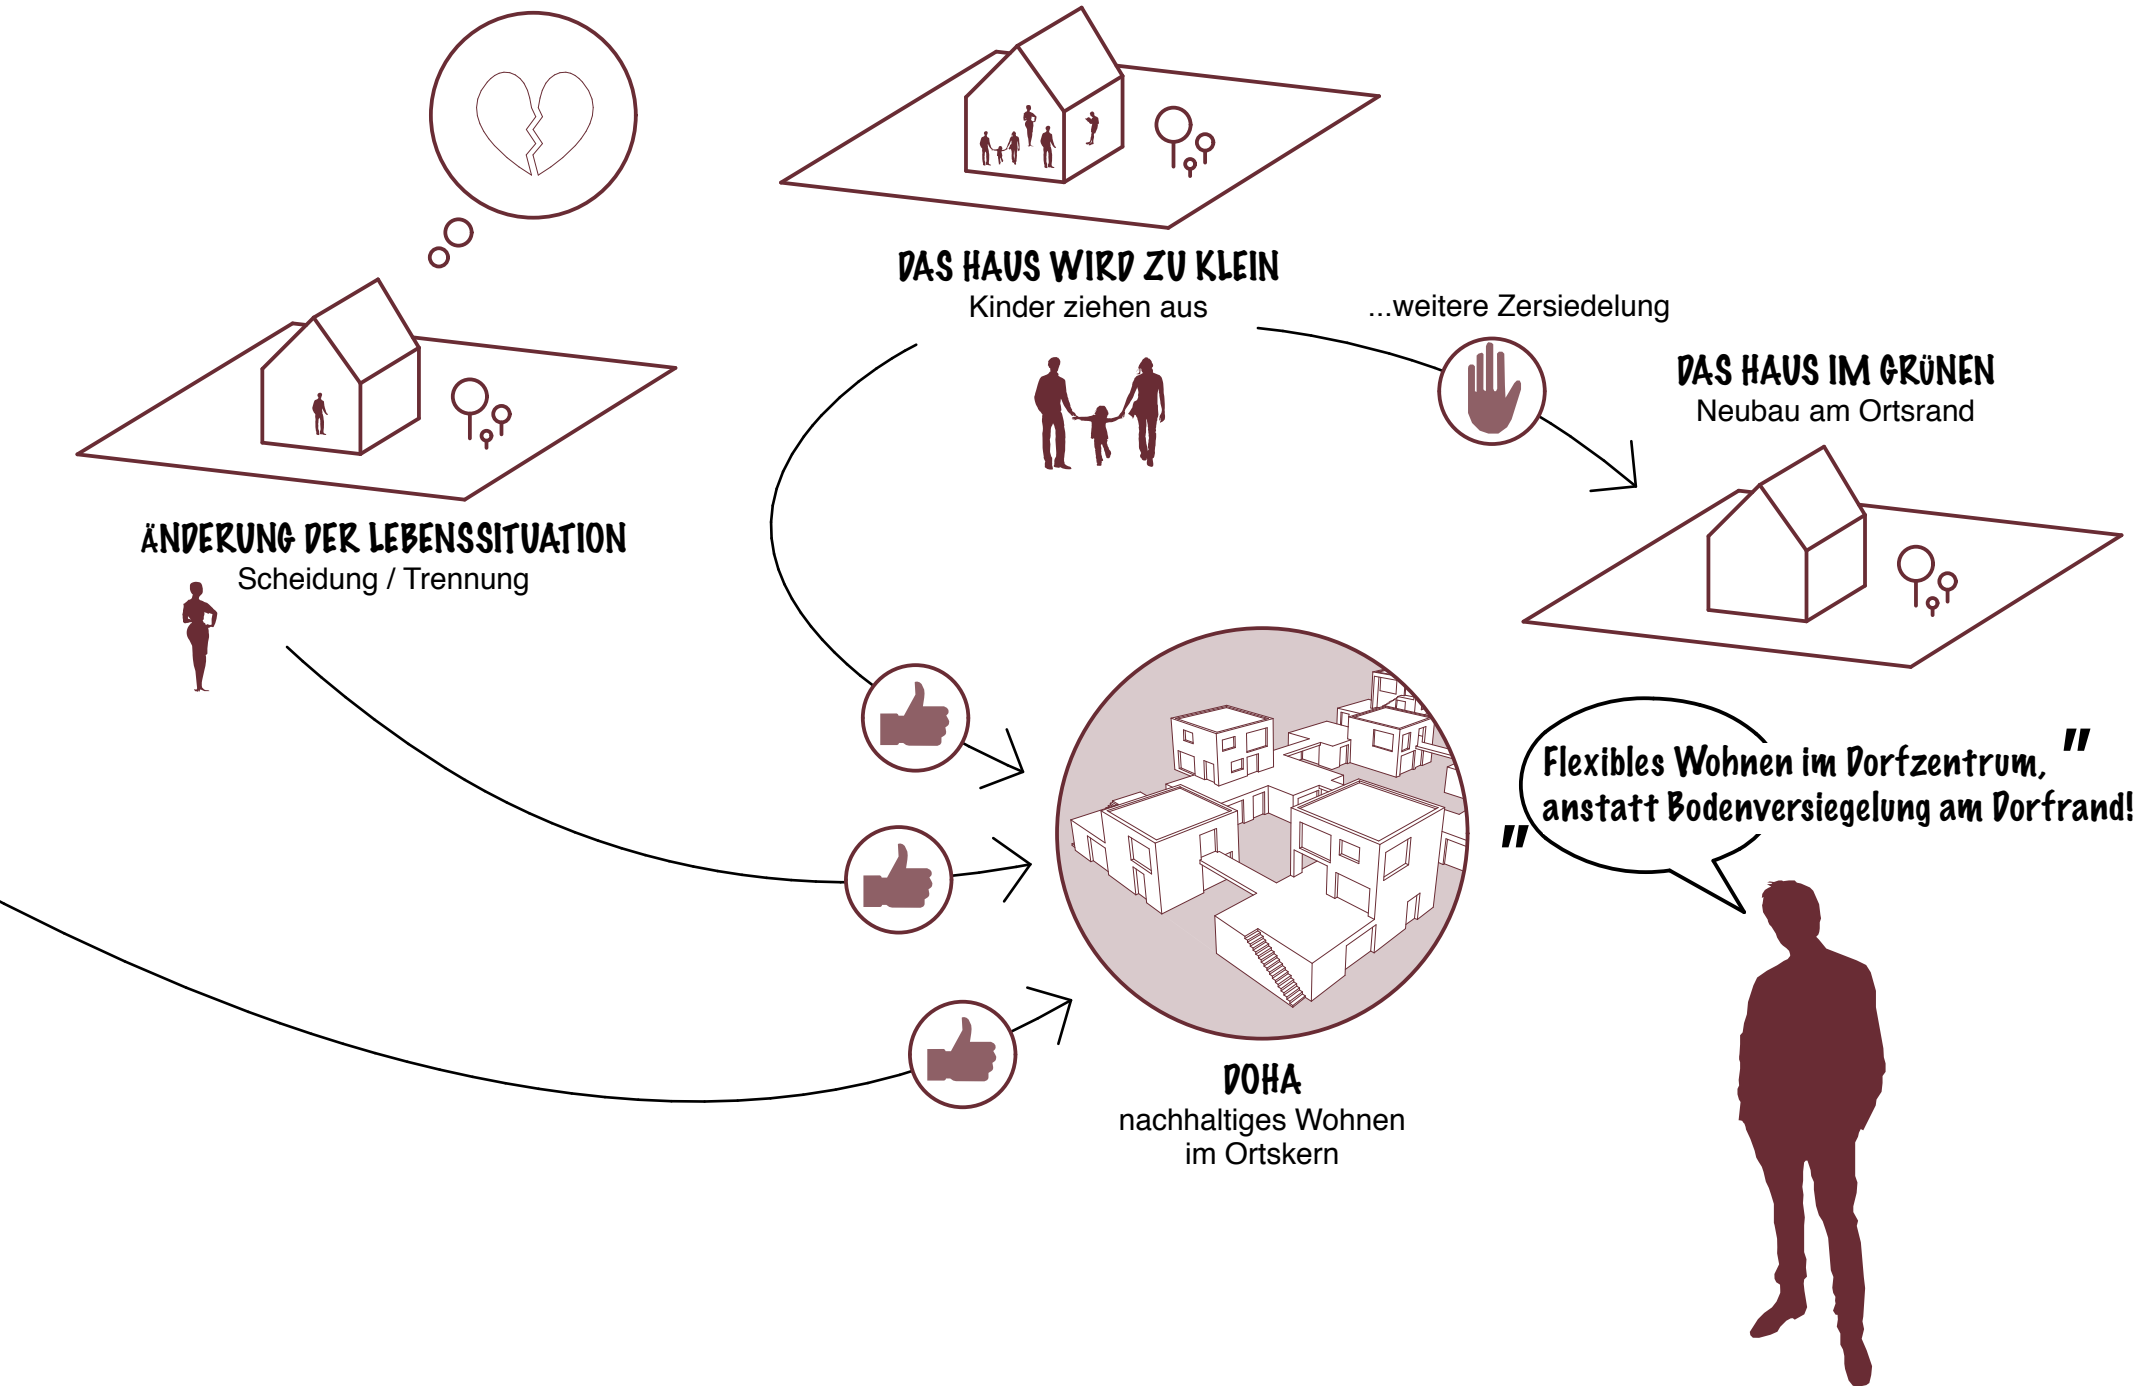 DAS HAUS WIRD ZU KLEIN
Kinder ziehen aus
...weitere Zersiedelung
DAS HAUS IM GRÜNEN
Neubau am Ortsrand
ÄNDERUNG DER LEBENSSITUATION
Scheidung / Trennung
"
Flexibles Wohnen im Dorfzentrum,
anstatt Bodenversiegelung am Dorfrand!
"
DOHA
nachhaltiges Wohnen
im Ortskern